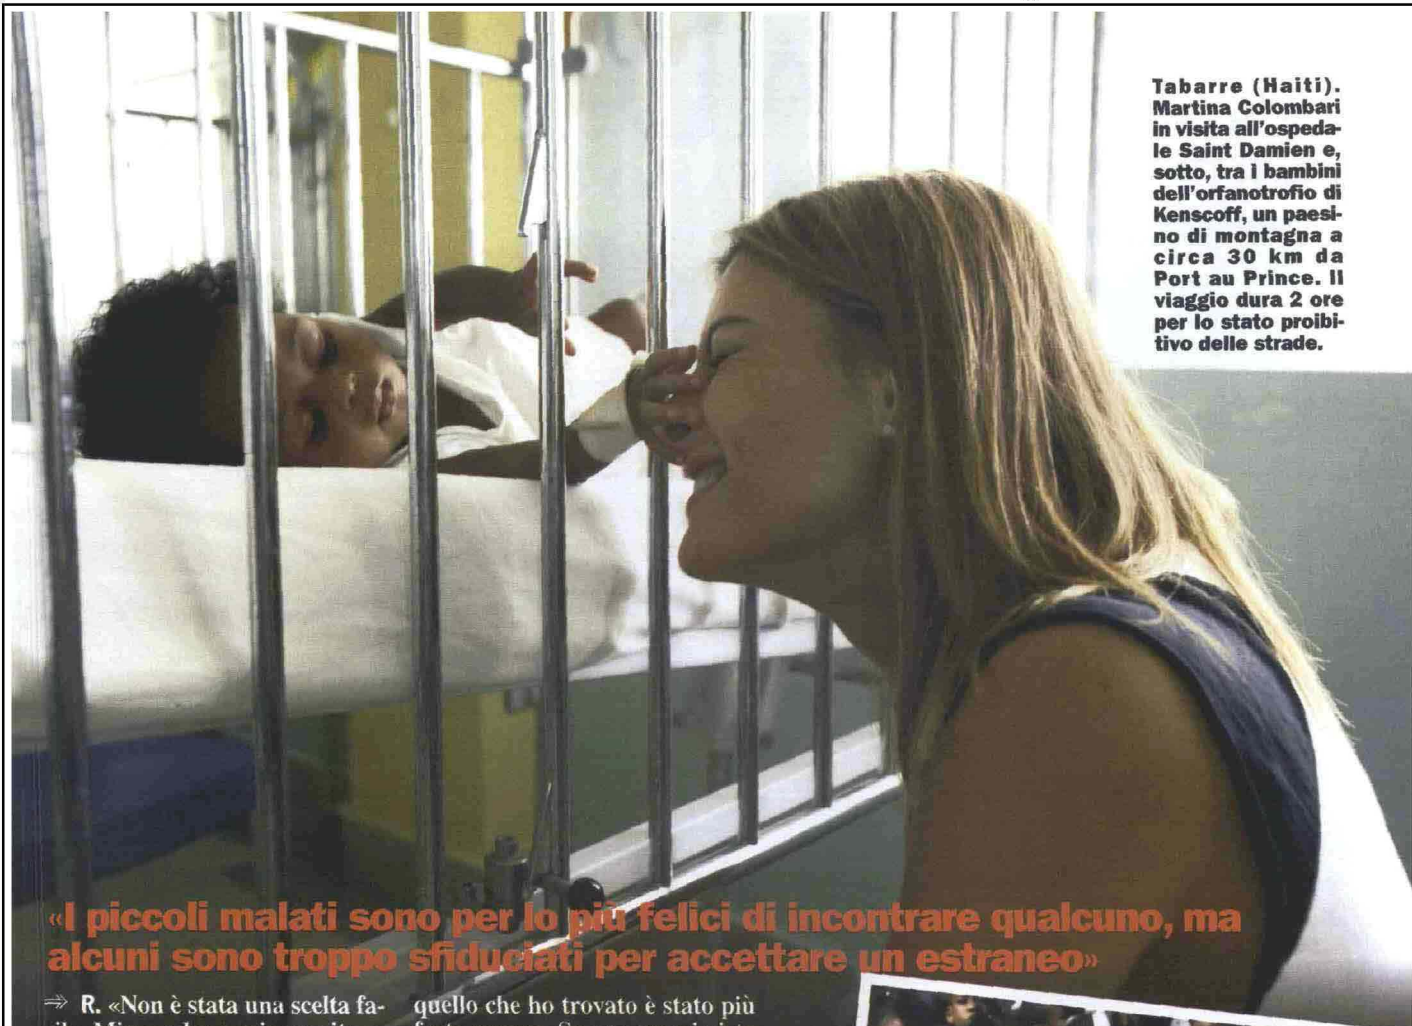 Tabarre (Haiti).
Martina Colombari
in visita all'ospeda-
le Saint Damien e,
sotto, tra i bambini
dell'orfanotrofio di
Kenscoff, un paesi-
no di montagna a
circa 30 km da
Port au Prince. Il
viaggio dura 2 ore
per lo stato proibi-
tivo delle strade.
«I piccoli malati sono per lo più felici di incontrare qualcuno, ma
alcuni sono troppo sfiduciati per accettare un estraneo»
⇒ R. «Non è stata una scelta fa-
quello che ho trovato è stato più